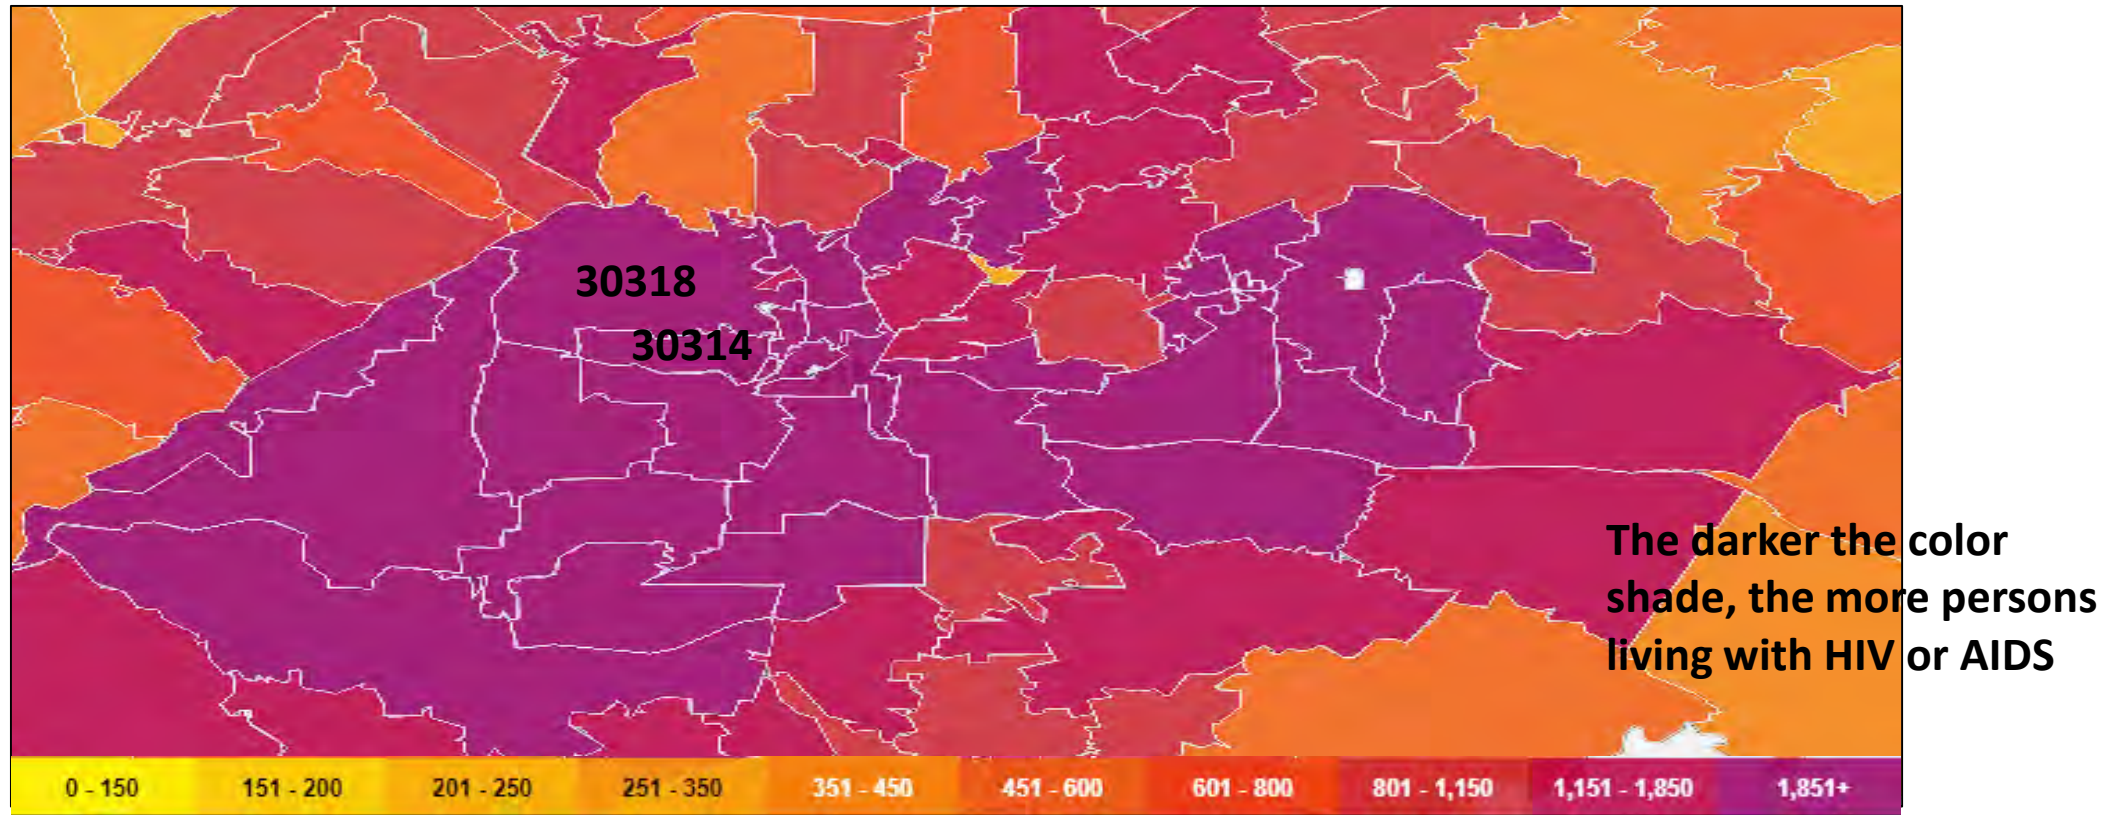 30318
30314
The darker the color
shade, the more persons
living with HIV or AIDS
0 - 150 151 - 200 201 - 250 251 - 350 351 - 450 451 - 600 601 - 800 801 - 1,150 1,151 - 1,850 1,851+